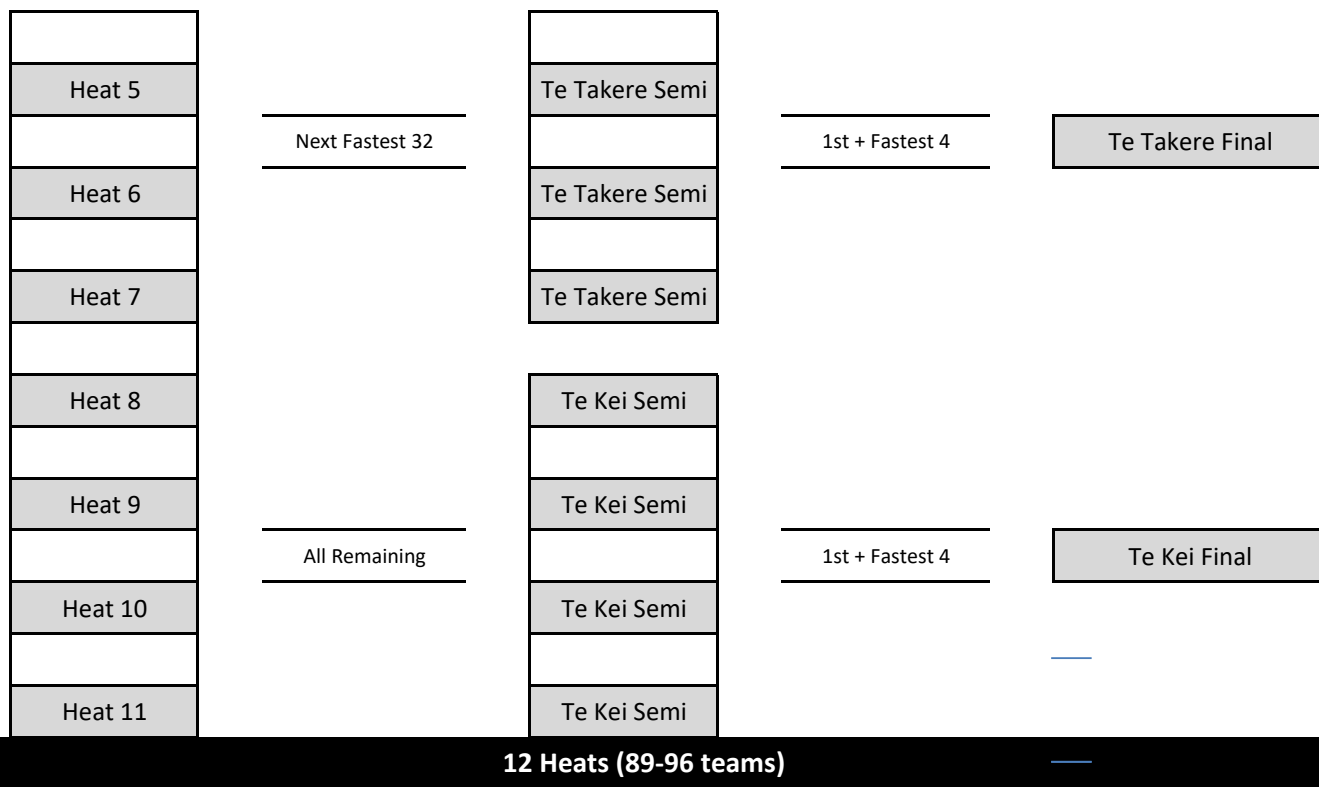 Heat 5 Te Takere Semi
Next Fastest 32 1st + Fastest 4 Te Takere Final
Heat 6 Te Takere Semi
Heat 7 Te Takere Semi
Heat 8 Te Kei Semi
Heat 9 Te Kei Semi
All Remaining 1st + Fastest 4 Te Kei Final
Heat 10 Te Kei Semi
Heat 11 Te Kei Semi
12 Heats (89-96 teams)